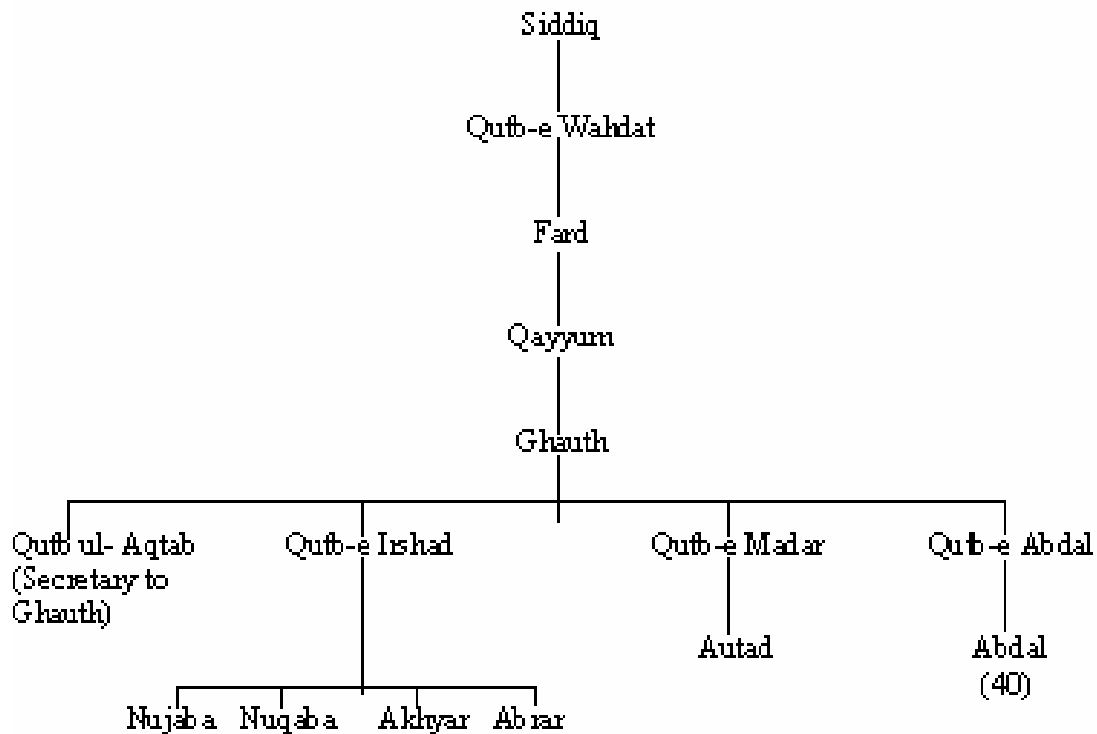 Siddiq
Qutb-e Wahdat
Fard
Qayyum
Ghauth
Qutb ul- Aqtab
(Secretary to
Ghauth)
Qutb-e Irshad
Qutb-e Madar
Qutb-e Abdal
Autad
Abdal
(40)
Nujaba
Nuqaba
Akhyar
Abrar